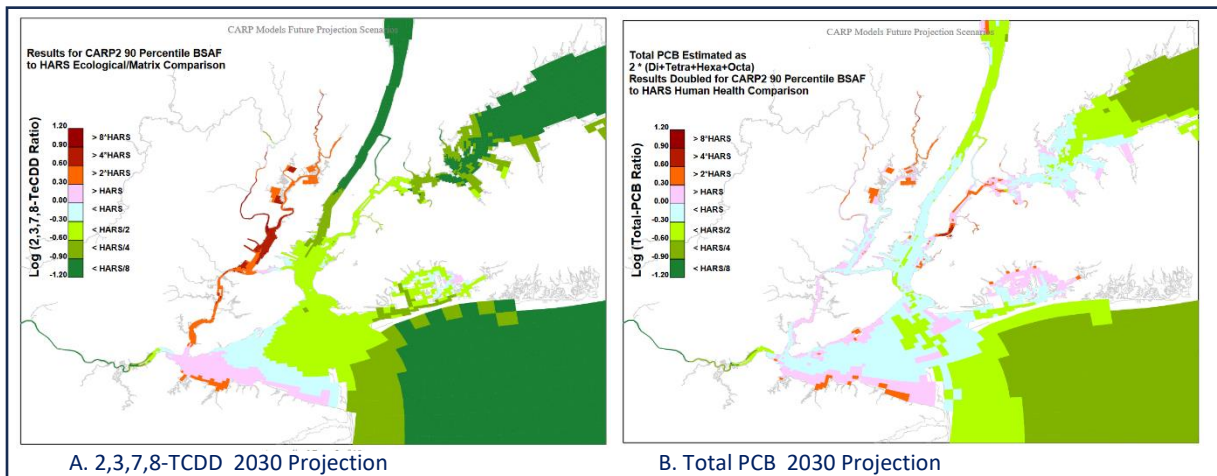 CARP Models Future Projection Scenarios
Results for CARP2 90 Percentile BSAF
to HARS Ecological/Matrix Comparison
Log (2,3,7,8-TeCDD Ratio)
1.20
0.90
0.60
0.30
0.00
-0.30
-0.60
-0.90
-1.20
> 8*HARS
> 4*HARS
2*HARS
> HARS
< HARS
< HARS/2
< HARS/4
< HARS/8
A. 2,3,7,8-TCDD 2030 Projection
CARP Models Future Projection Scenarios
Total PCB Estimated as
2 * (Di+Tetra+Hexa+Octa)
Results Doubled for CARP2 90 Percentile BSAF
to HARS Human Health Comparison
Log (Total-PCB Ratio)
1.20
0.90
0.60
0.30
0.00
-0.30
-0.60
-0.90
-1.20
> 8*HARS
> 4*HARS
2*HARS
> HARS
< HARS
< HARS/2
< HARS/4
< HARS/8
B. Total PCB 2030 Projection